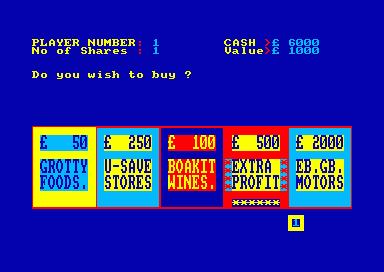 PLAYER NUMBER: 1 CASH >£ 6000
No of Shares : 1 Value>£ 1000
Do you wish to buy ?
£ 50 £ 250 £ 100 £ 500 £ 2000
GROTTY U-SAVE BOAKIT *EXTRA * EB.GB.
FOODS. STORES WINES. *PROFIT* MOTORS
******
1